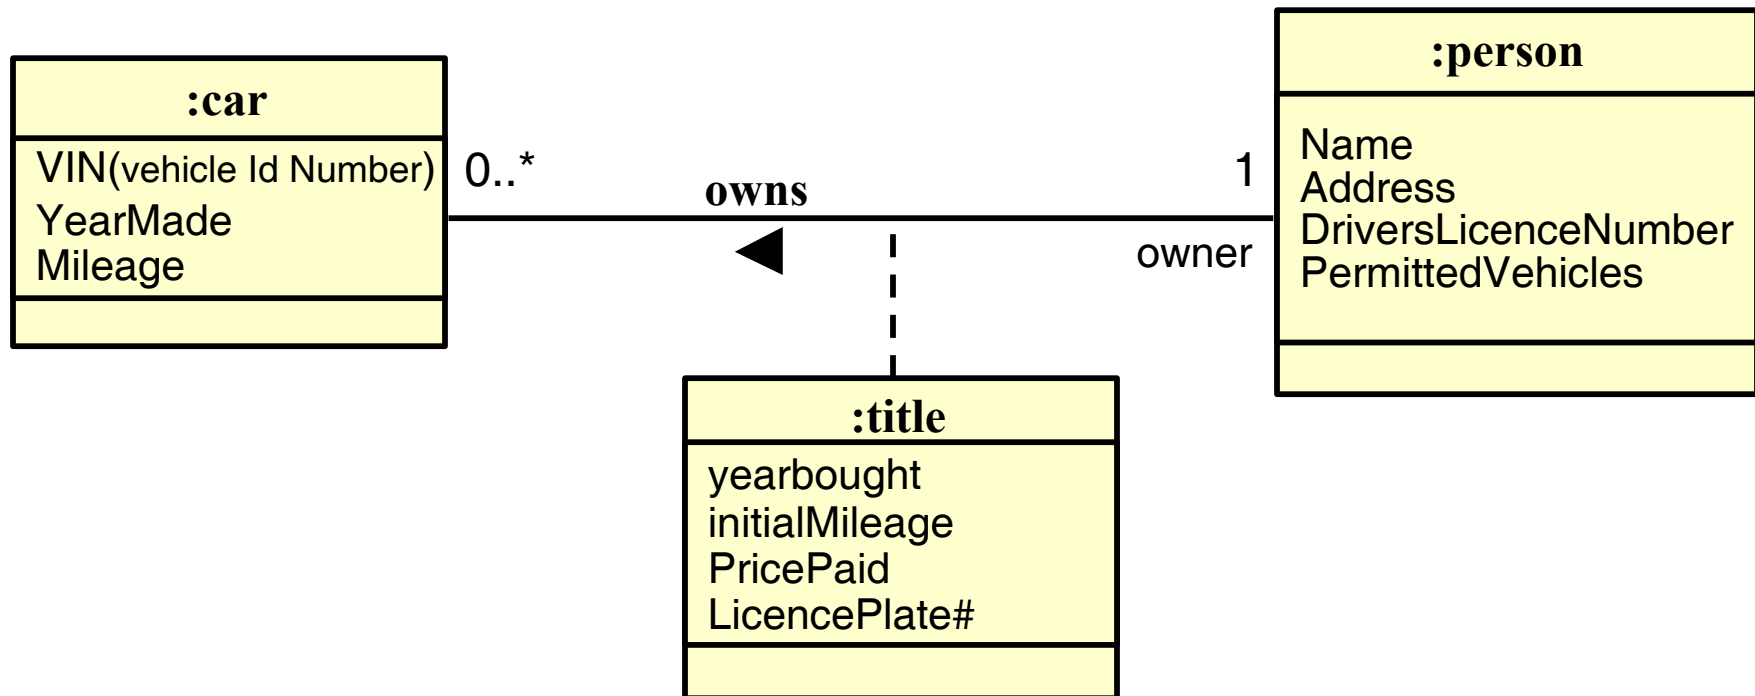 :car
VIN(vehicle Id Number)
YearMade
Mileage
0..*
owns
1
owner
:person
Name
Address
DriversLicenceNumber
PermittedVehicles
:title
yearbought
initialMileage
PricePaid
LicencePlate#